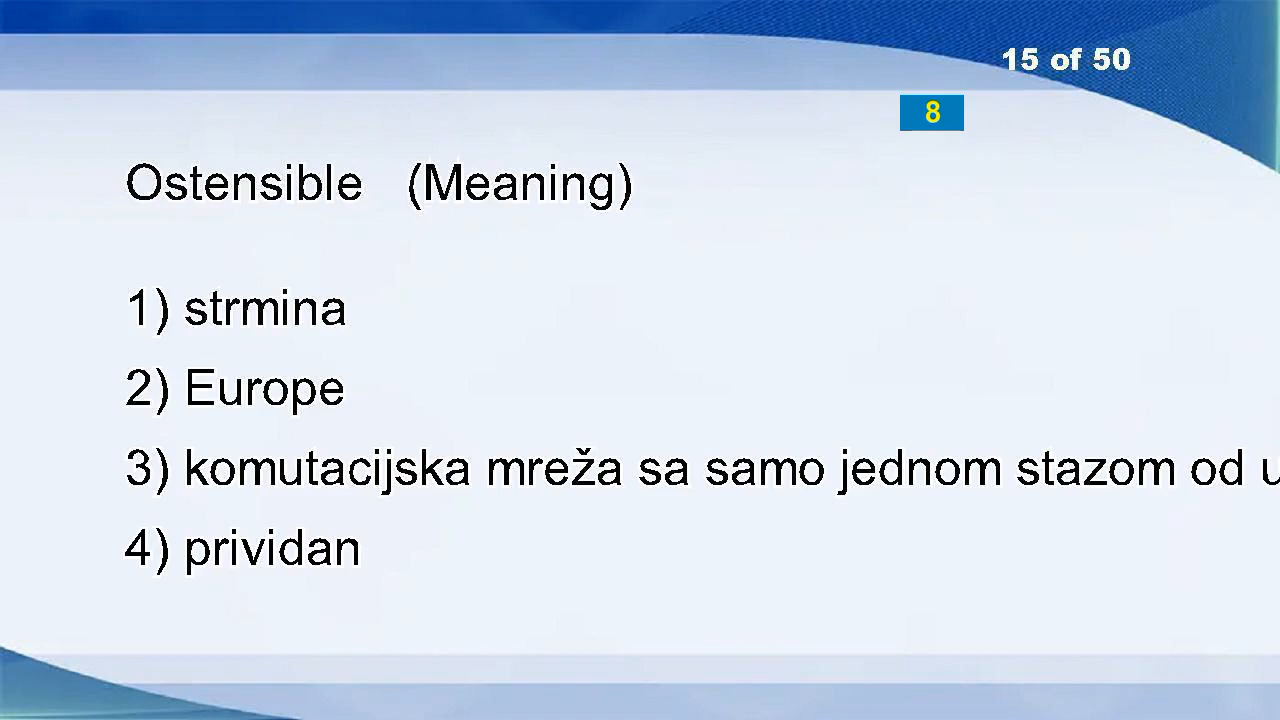 15 of 50
8
Ostensible (Meaning)
1) strmina
2) Europe
3) komutacijska mreža sa samo jednom stazom od
4) prividan